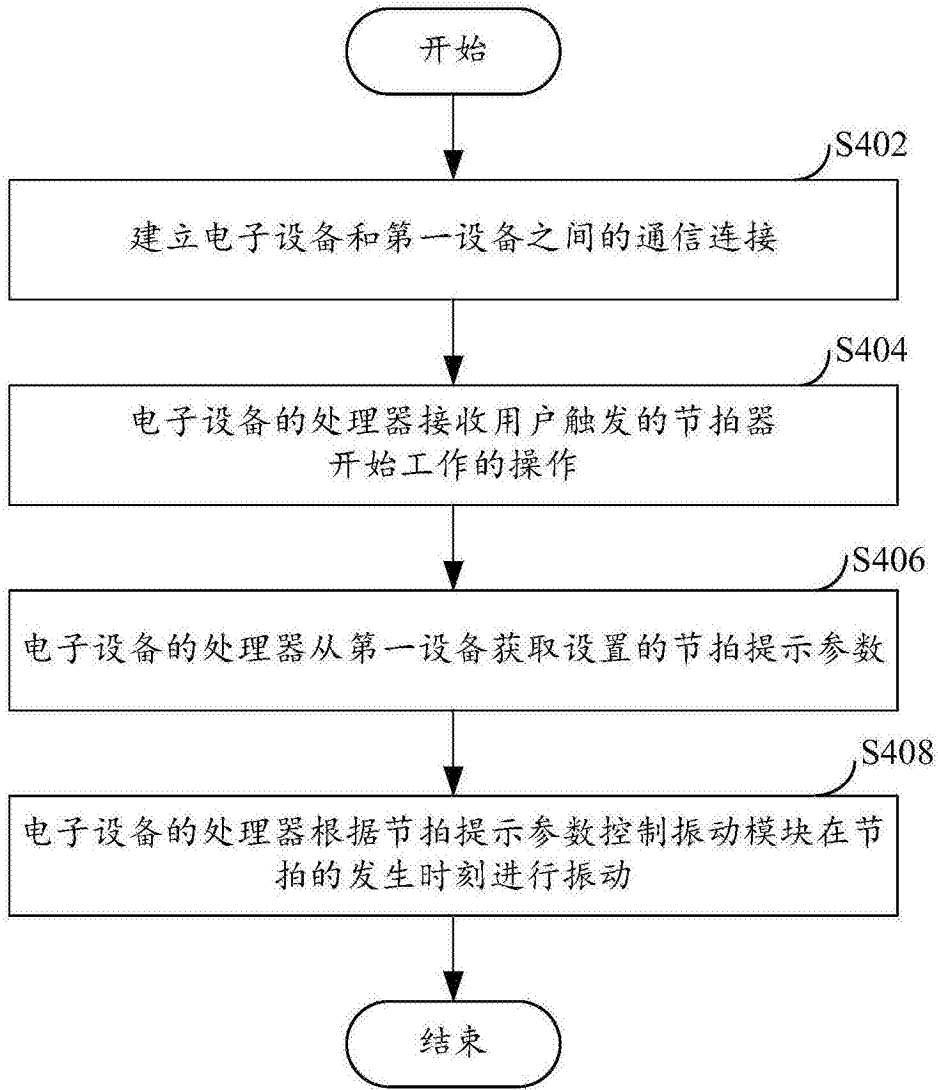 开始
S402
建立电子设备和第一设备之间的通信连接
S404
电子设备的处理器接收用户触发的节拍器
开始工作的操作
S406
电子设备的处理器从第一设备获取设置的节拍提示参数
S408
电子设备的处理器根据节拍提示参数控制振动模块在节
拍的发生时刻进行振动
结束